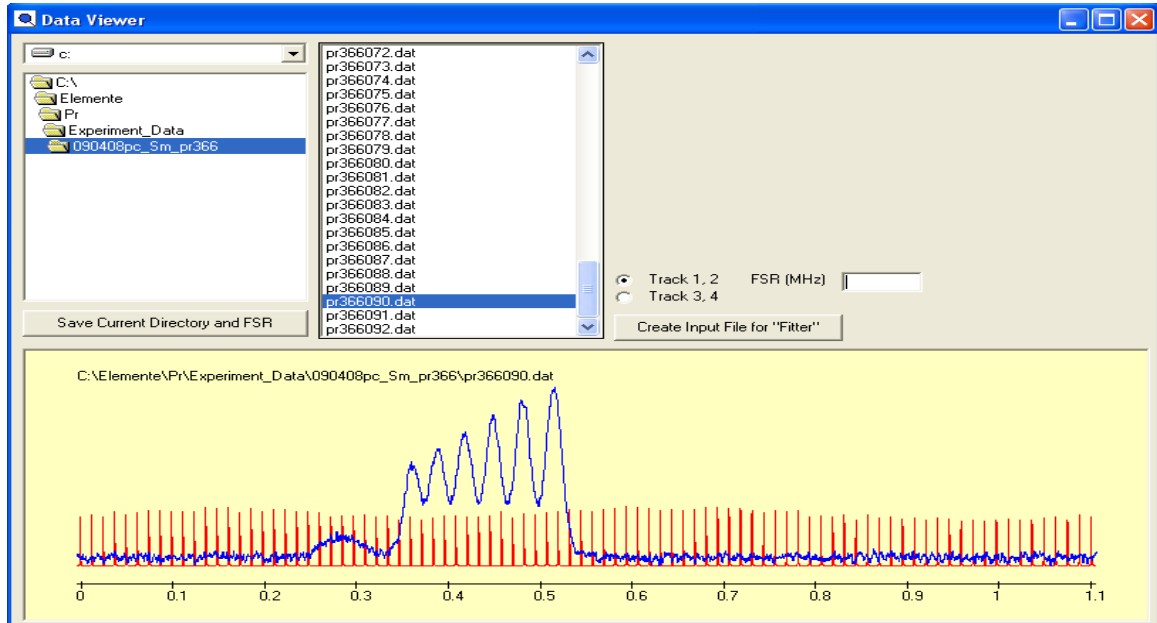 Data Viewer
c:
C:\
Elemente
Pr
Experiment_Data
090408pc_Sm_pr366
Save Current Directory and FSR
pr366072.dat
pr366073.dat
pr366074.dat
pr366075.dat
pr366076.dat
pr366077.dat
pr366078.dat
pr366079.dat
pr366080.dat
pr366081.dat
pr366082.dat
pr366083.dat
pr366084.dat
pr366085.dat
pr366086.dat
pr366087.dat
pr366088.dat
pr366089.dat
pr366090.dat
pr366091.dat
pr366092.dat
Track 1, 2 FSR (MHz)
Track 3, 4
Create Input File for "Fitter"
C:\Elemente\Pr\Experiment_Data\090408pc_Sm_pr366\pr366090.dat
0 0.1 0.2 0.3 0.4 0.5 0.6 0.7 0.8 0.9 1 1.1